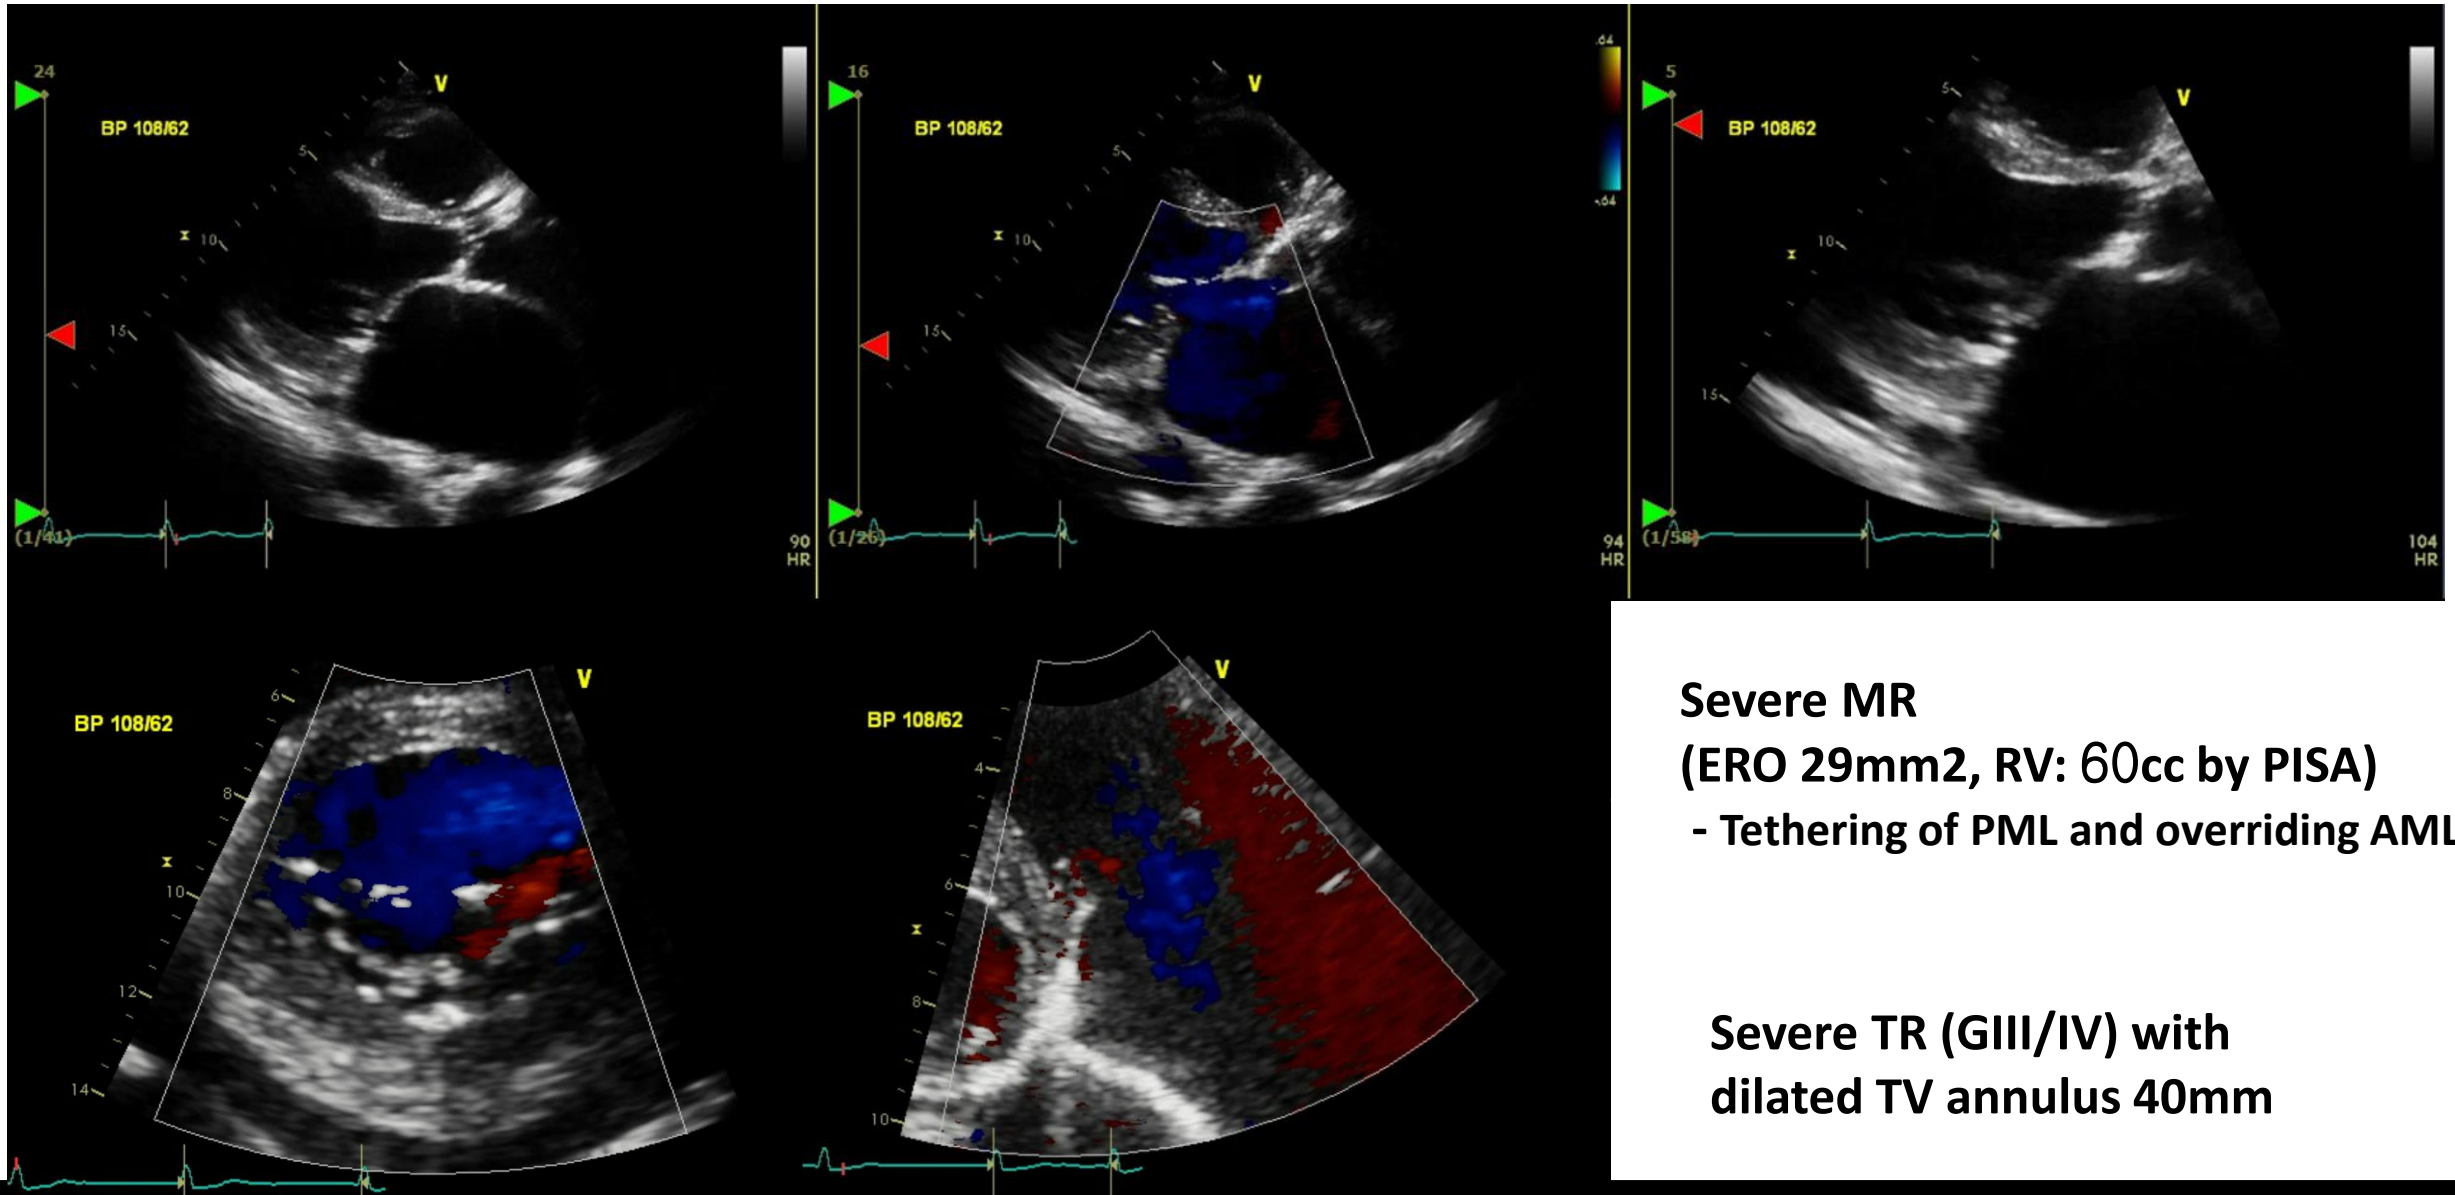 24
V
BP 108/62
5
10
15
(1/41)
90
HR
16
V
.64
BP 108/62
5
10
15
-.64
(1/26)
94
HR
5
V
5
BP 108/62
10
15
(1/58)
104
HR
V
6
BP 108/62
8
10
12
14
V
BP 108/62
4
6
8
10
Severe MR
(ERO 29mm2, RV: 60cc by PISA)
- Tethering of PML and overriding AML
Severe TR (GIII/IV) with
dilated TV annulus 40mm